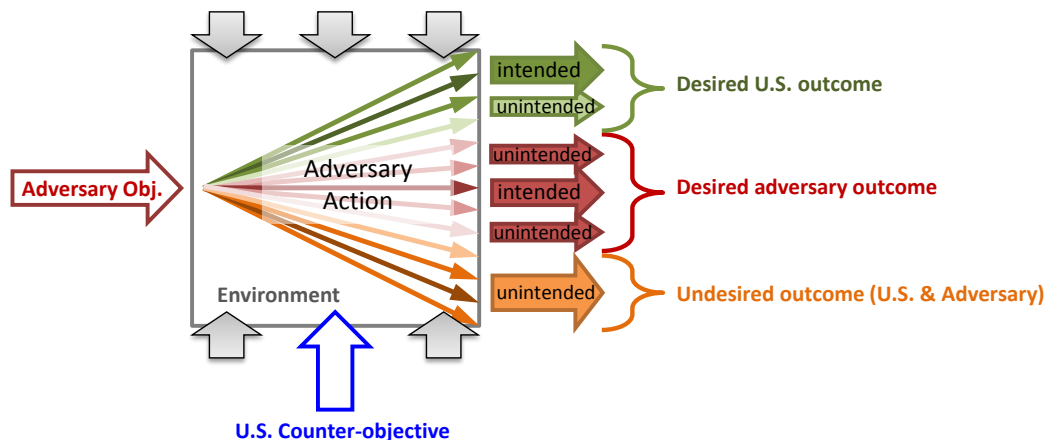 intended
Desired U.S. outcome
unintended
Adversary
Action
unintended
Adversary Obj.
intended
Desired adversary outcome
unintended
Environment
unintended
Undesired outcome (U.S. & Adversary)
U.S. Counter-objective